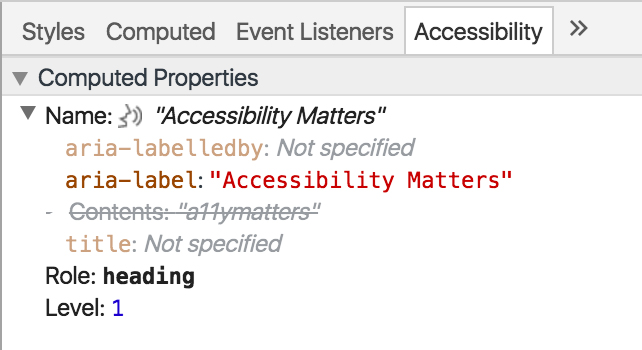 Styles Computed Event Listeners Accessibility »
▼ Computed Properties
▼ Name: "Accessibility Matters"
aria-labelledby: Not specified
aria-label: "Accessibility Matters"
- Contents: "a11ymatters"
title: Not specified
Role: heading
Level: 1